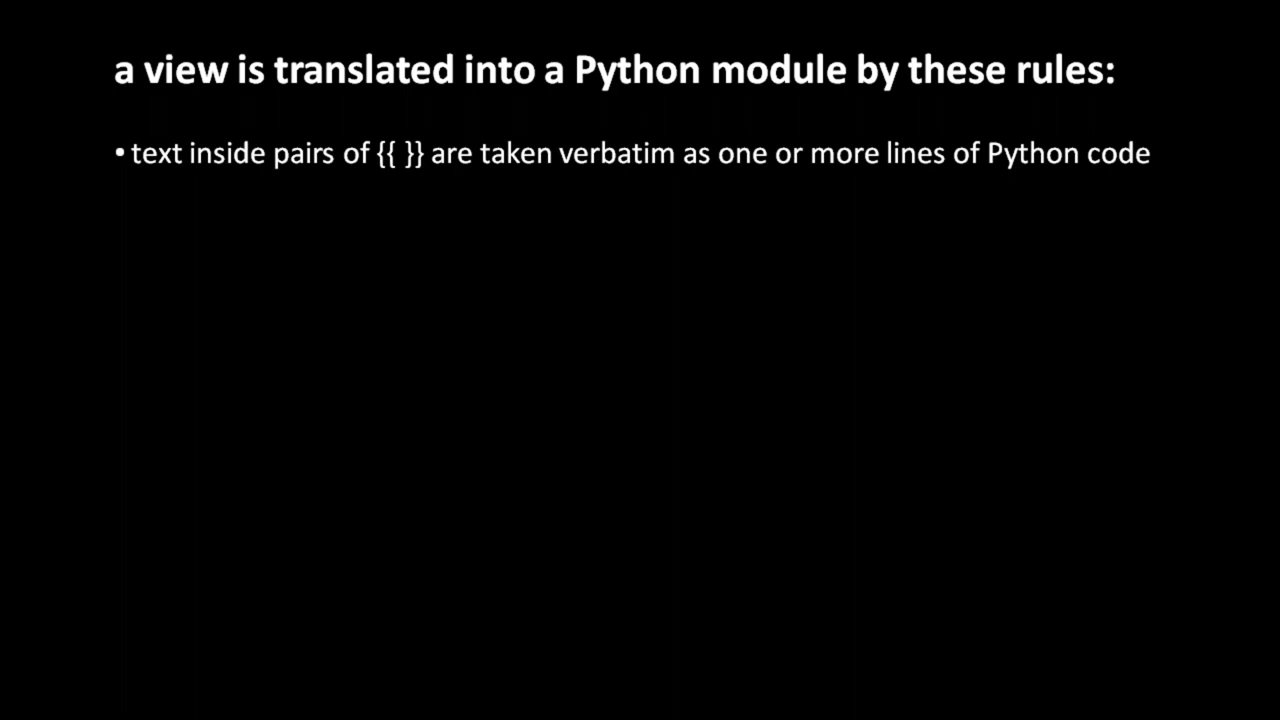 a view is translated into a Python module by these rules:
• text inside pairs of {{ }} are taken verbatim as one or more lines of Python code